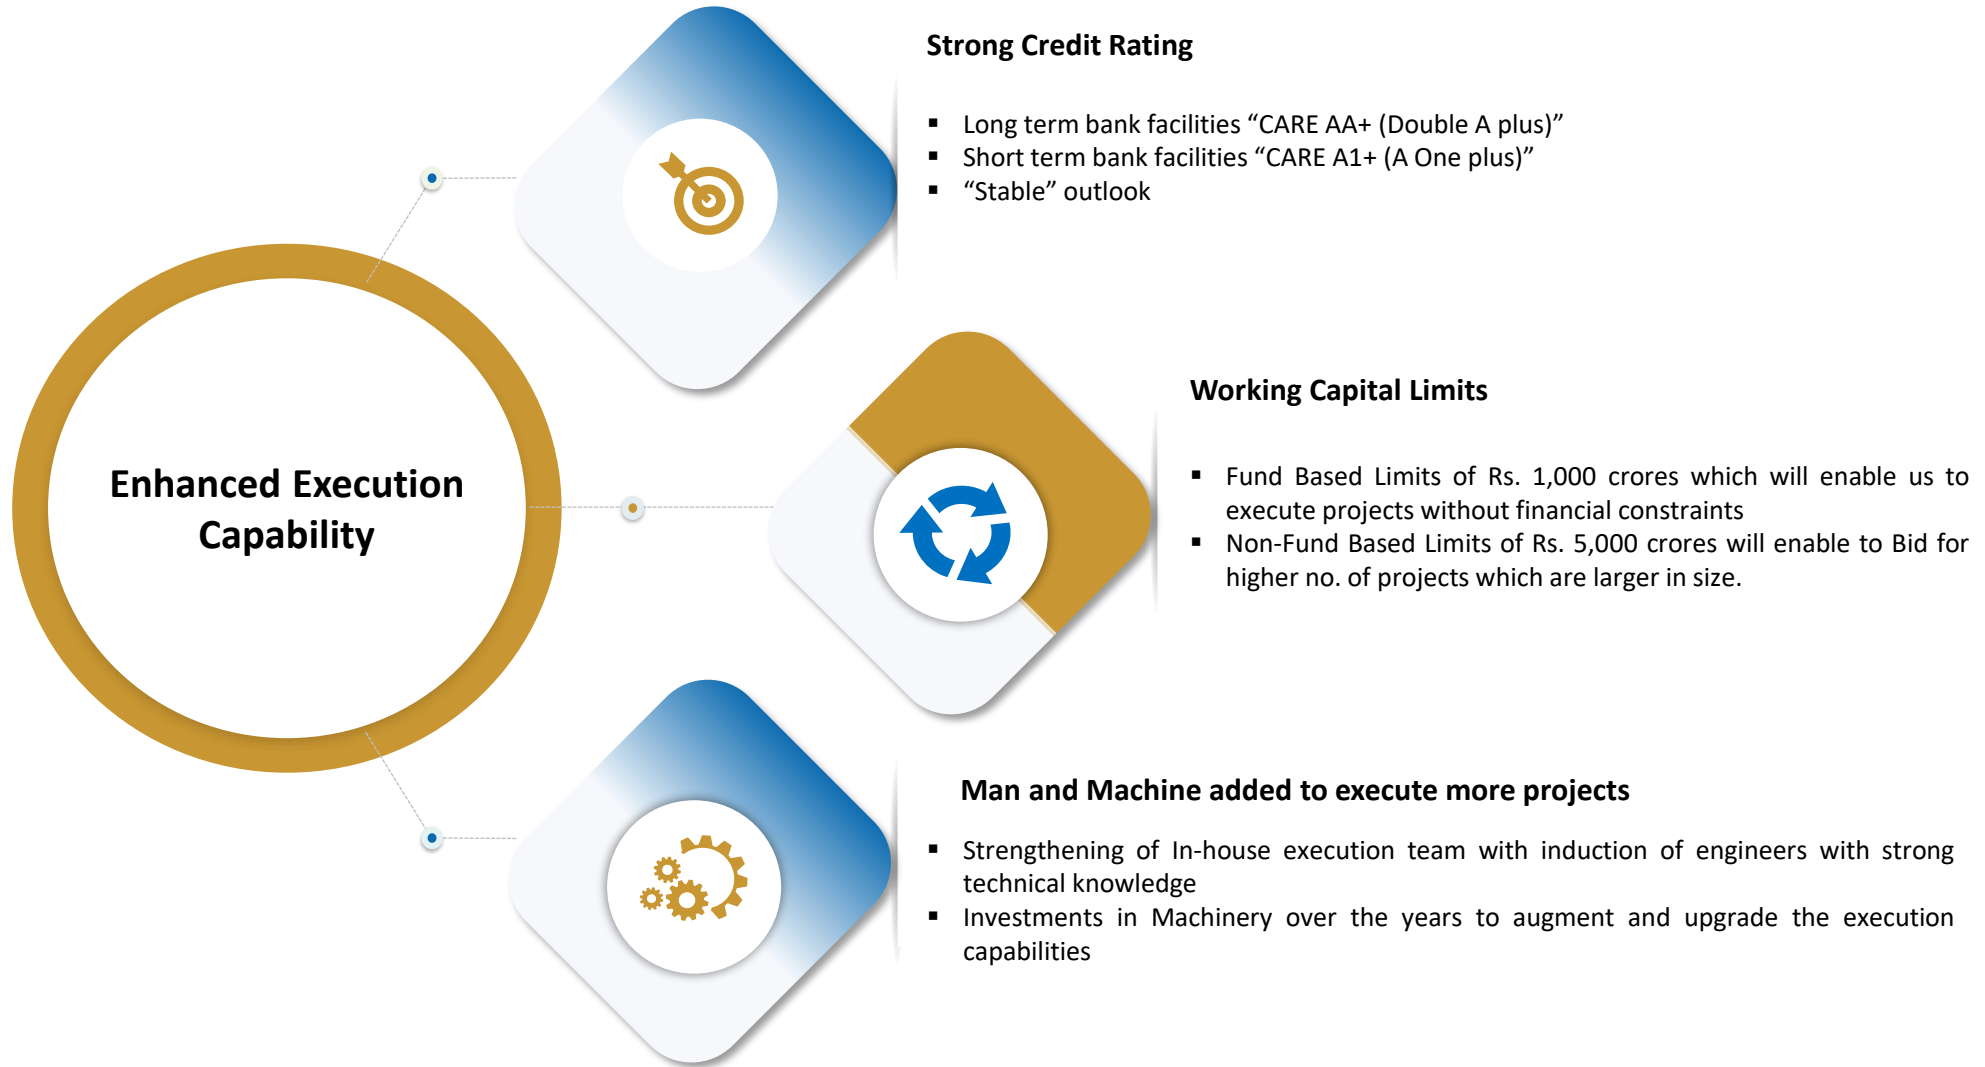 Enhanced Execution
Capability
Strong Credit Rating
▪ Long term bank facilities “CARE AA+ (Double A plus)”
▪ Short term bank facilities “CARE A1+ (A One plus)”
▪ “Stable” outlook
Working Capital Limits
▪ Fund Based Limits of Rs. 1,000 crores which will enable us to
execute projects without financial constraints
▪ Non-Fund Based Limits of Rs. 5,000 crores will enable to Bid for
higher no. of projects which are larger in size.
Man and Machine added to execute more projects
▪ Strengthening of In-house execution team with induction of engineers with strong
technical knowledge
▪ Investments in Machinery over the years to augment and upgrade the execution
capabilities